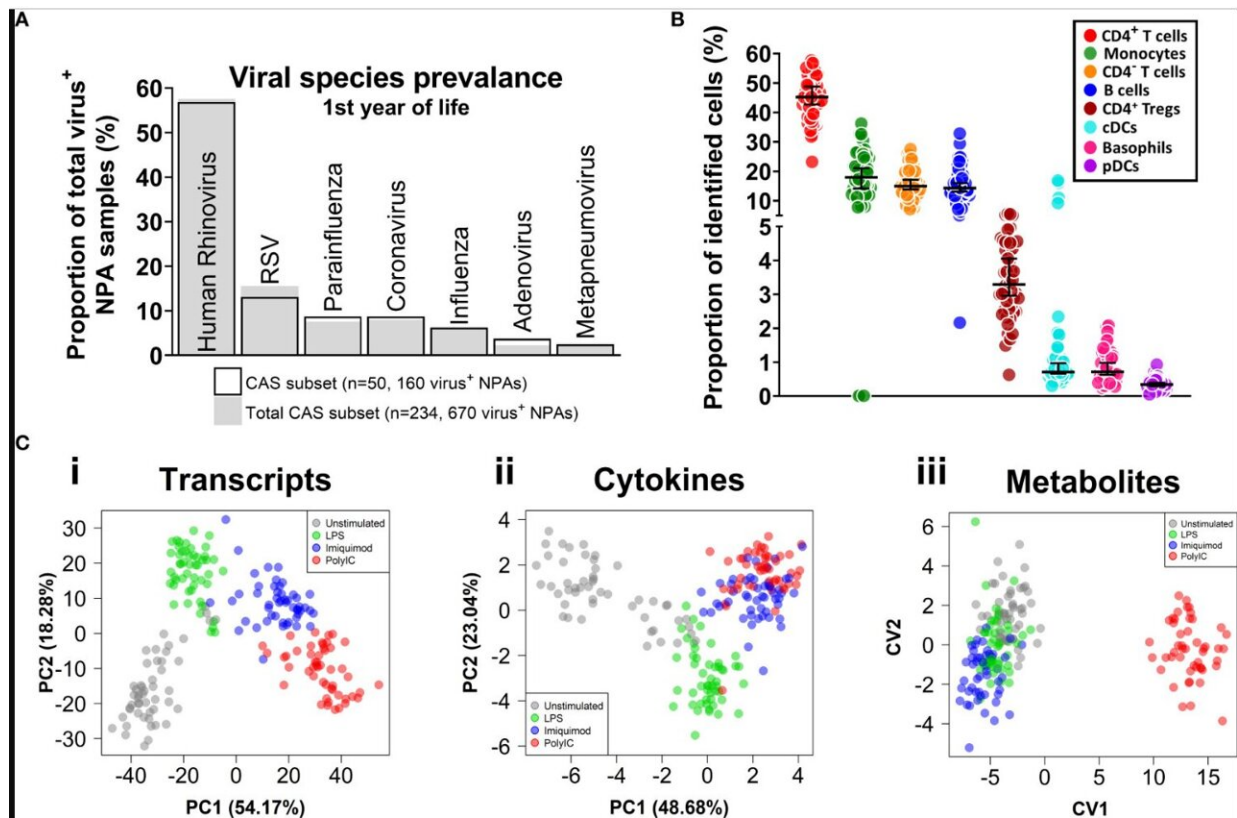 A
Viral species prevalance
1st year of life
Proportion of total virus⁺
NPA samples (%)
60
50
40
30
20
10
0
Human Rhinovirus
RSV
Parainfluenza
Coronavirus
Influenza
Adenovirus
Metapneumovirus
CAS subset (n=50, 160 virus⁺ NPAs)
Total CAS subset (n=234, 670 virus⁺ NPAs)
B
Proportion of identified cells (%)
60
50
40
30
20
10
5
4
3
2
1
0
CD4⁺ T cells
Monocytes
CD4⁻ T cells
B cells
CD4⁺ Tregs
cDCs
Basophils
pDCs
C
i
Transcripts
PC2 (18.28%)
30
20
10
0
-10
-20
-30
Unstimulated
LPS
Imiquimod
PolyIC
-40 -20 0 20 40
PC1 (54.17%)
ii
Cytokines
PC2 (23.04%)
4
2
0
-2
-4
-6
Unstimulated
LPS
Imiquimod
PolyIC
-6 -4 -2 0 2 4
PC1 (48.68%)
iii
Metabolites
CV2
6
4
2
0
-2
-4
Unstimulated
LPS
Imiquimod
PolyIC
-5 0 5 10 15
CV1